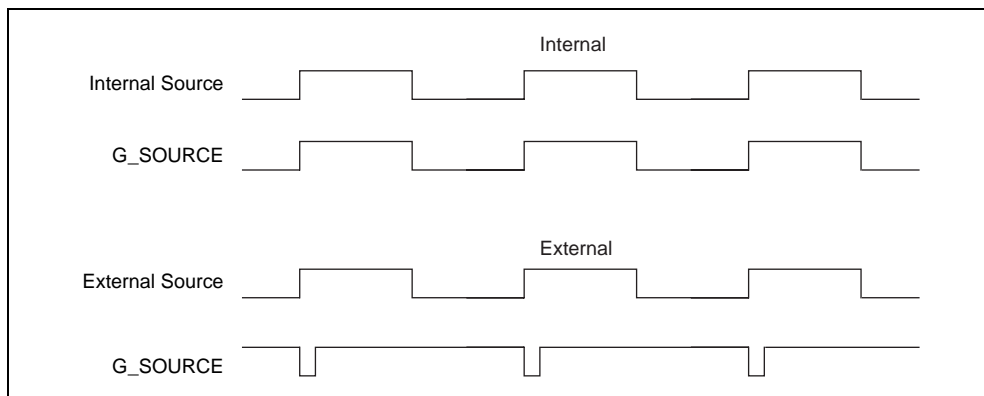 Internal
Internal Source
G_SOURCE
External
External Source
G_SOURCE